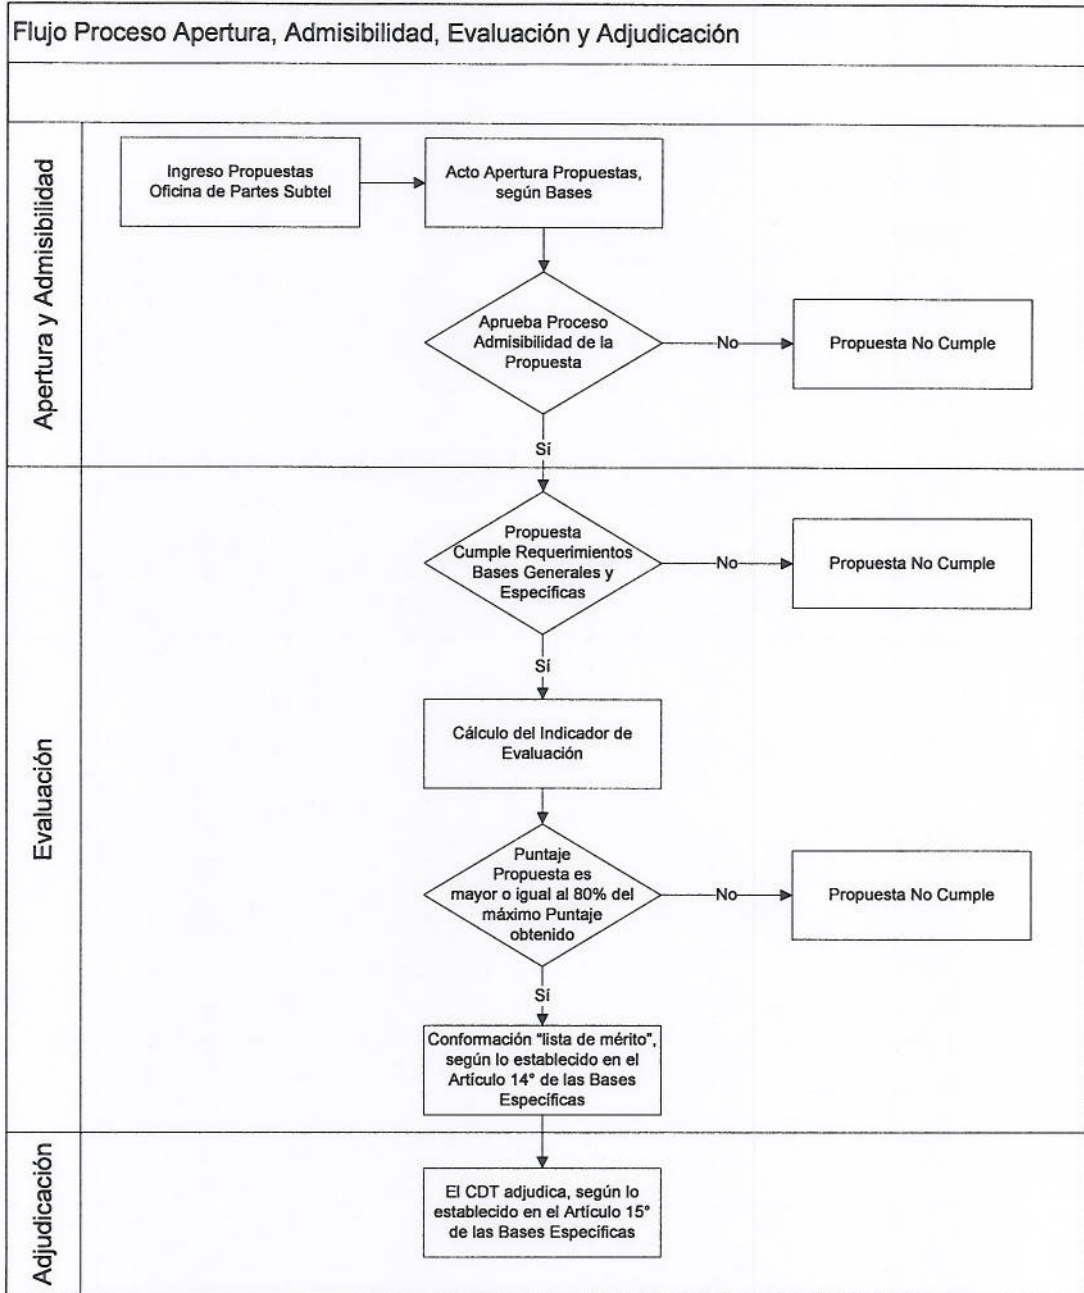 Flujo Proceso Apertura, Admisibilidad, Evaluación y Adjudicación
Apertura y Admisibilidad
Ingreso Propuestas
Oficina de Partes Subtel
Acto Apertura Propuestas,
según Bases
Aprueba Proceso
Admisibilidad de la
Propuesta
No
Propuesta No Cumple
Sí
Evaluación
Propuesta
Cumple Requerimientos
Bases Generales y
Específicas
No
Propuesta No Cumple
Sí
Cálculo del Indicador de
Evaluación
Puntaje
Propuesta es
mayor o igual al 80% del
máximo Puntaje
obtenido
No
Propuesta No Cumple
Sí
Conformación "lista de mérito",
según lo establecido en el
Artículo 14° de las Bases
Específicas
Adjudicación
El CDT adjudica, según lo
establecido en el Artículo 15°
de las Bases Específicas